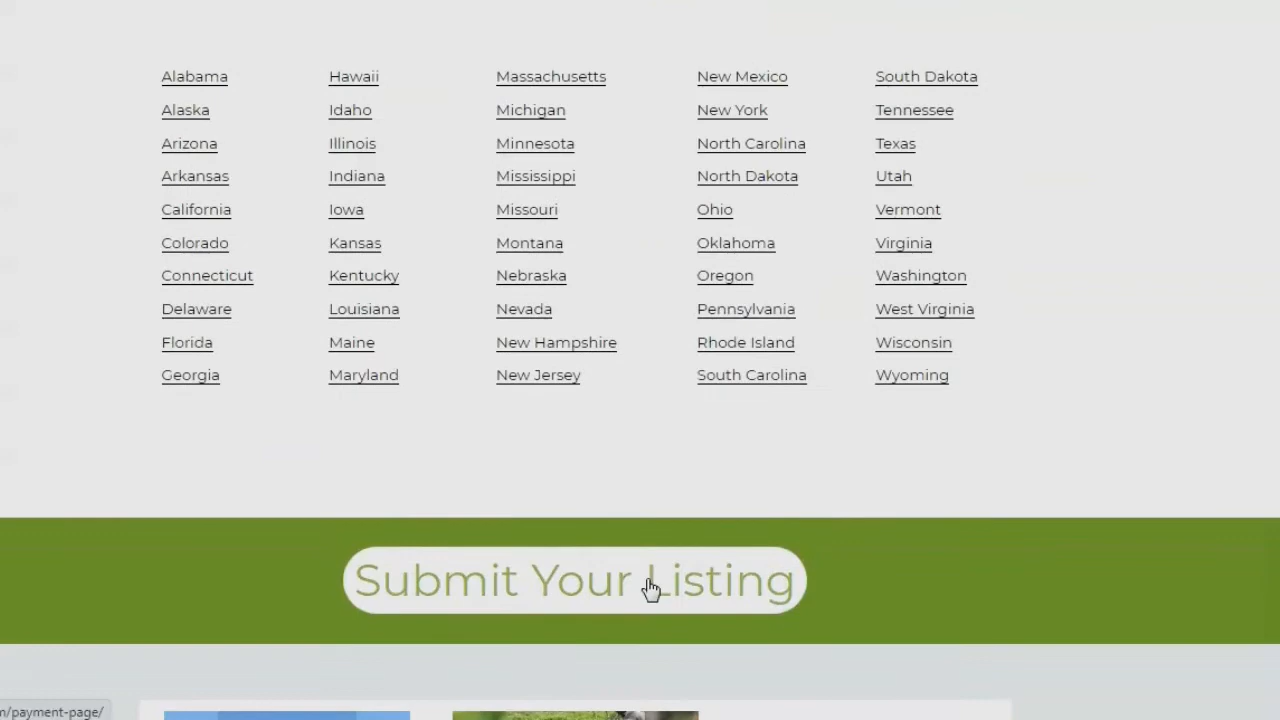 Alabama Hawaii Massachusetts New Mexico South Dakota
Alaska Idaho Michigan New York Tennessee
Arizona Illinois Minnesota North Carolina Texas
Arkansas Indiana Mississippi North Dakota Utah
California Iowa Missouri Ohio Vermont
Colorado Kansas Montana Oklahoma Virginia
Connecticut Kentucky Nebraska Oregon Washington
Delaware Louisiana Nevada Pennsylvania West Virginia
Florida Maine New Hampshire Rhode Island Wisconsin
Georgia Maryland New Jersey South Carolina Wyoming
Submit Your Listing
m/payment-page/